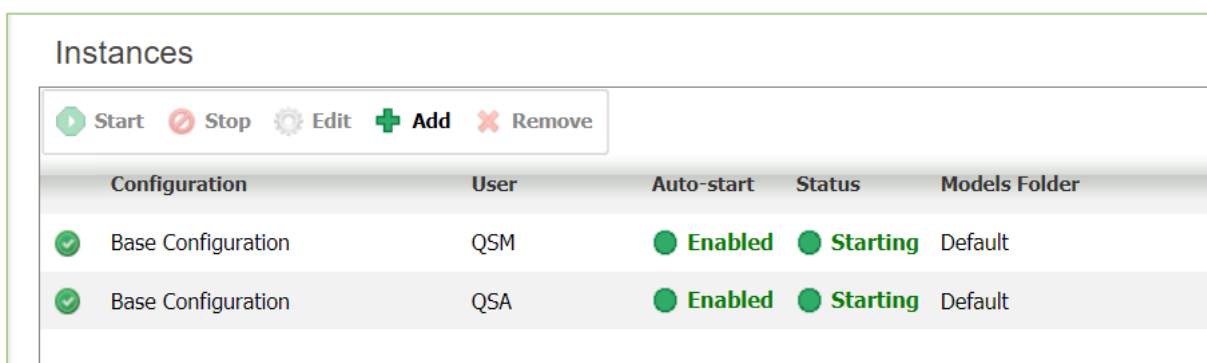 Instances
Start Stop Edit Add Remove
Configuration User Auto-start Status Models Folder
Base Configuration QSM Enabled Starting Default
Base Configuration QSA Enabled Starting Default